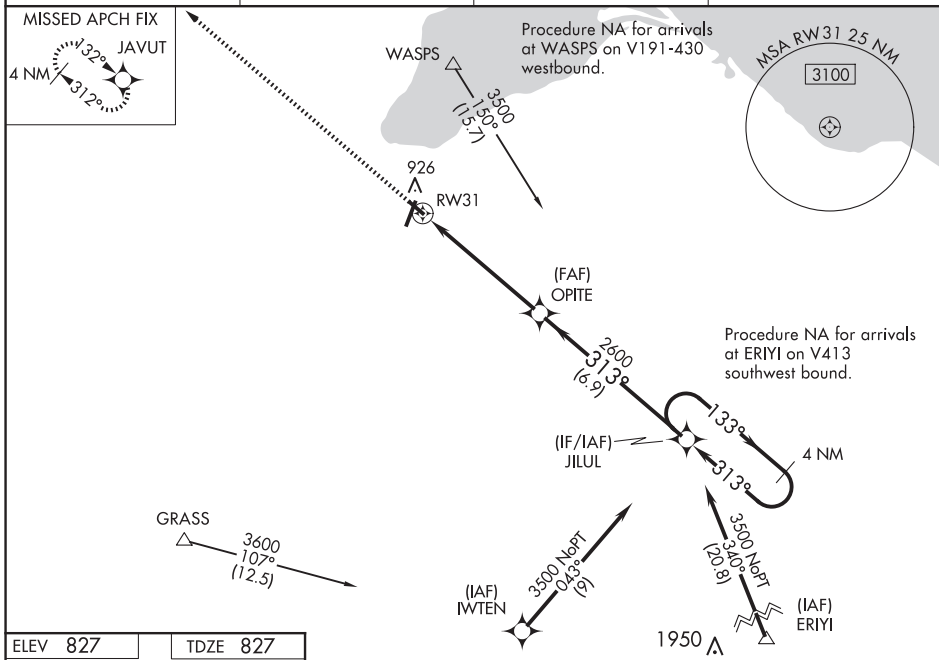 MISSED APCH FIX
JAVUT
4 NM
132°
312°
WASPS
Procedure NA for arrivals
at WASPS on V191-430
westbound.
MSA RW31 25 NM
3100
3500
150°
(15.7)
926
RW31
(FAF)
OPITE
2600
313°
(6.9)
Procedure NA for arrivals
at ERIYI on V413
southwest bound.
(IF/IAF)
JILUL
133°
313°
4 NM
GRASS
3600
107°
(12.5)
(IAF)
IWTEN
3500 NoPT
043°
(9)
3500 NoPT
340°
(20.8)
(IAF)
ERIYI
1950
ELEV 827
TDZE 827